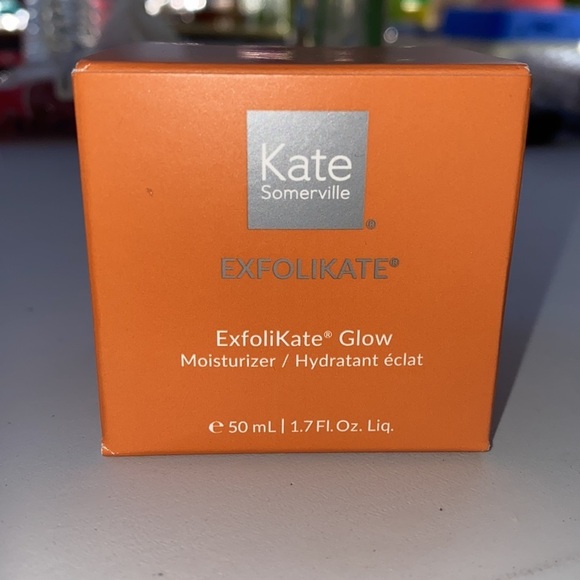 Kate
Somerville
®
EXFOLIKATE®
ExfoliKate® Glow
Moisturizer / Hydratant éclat
℮ 50 mL | 1.7 Fl. Oz. Liq.